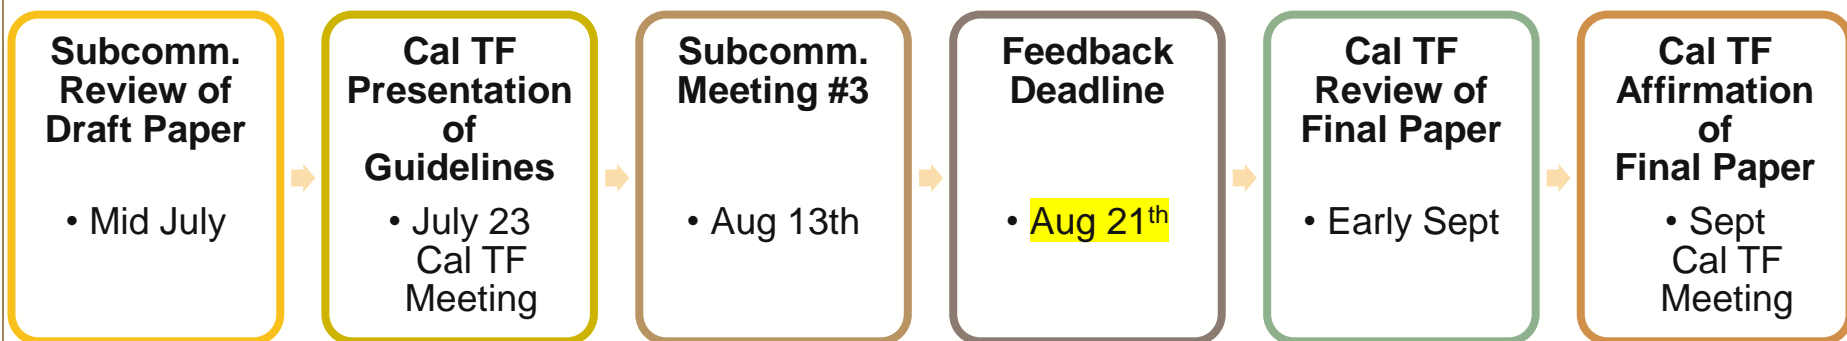 Subcomm.
Review of
Draft Paper
• Mid July
Cal TF
Presentation
of
Guidelines
• July 23
Cal TF
Meeting
Subcomm.
Meeting #3
• Aug 13th
Feedback
Deadline
• Aug 21th
Cal TF
Review of
Final Paper
• Early Sept
Cal TF
Affirmation
of
Final Paper
• Sept
Cal TF
Meeting